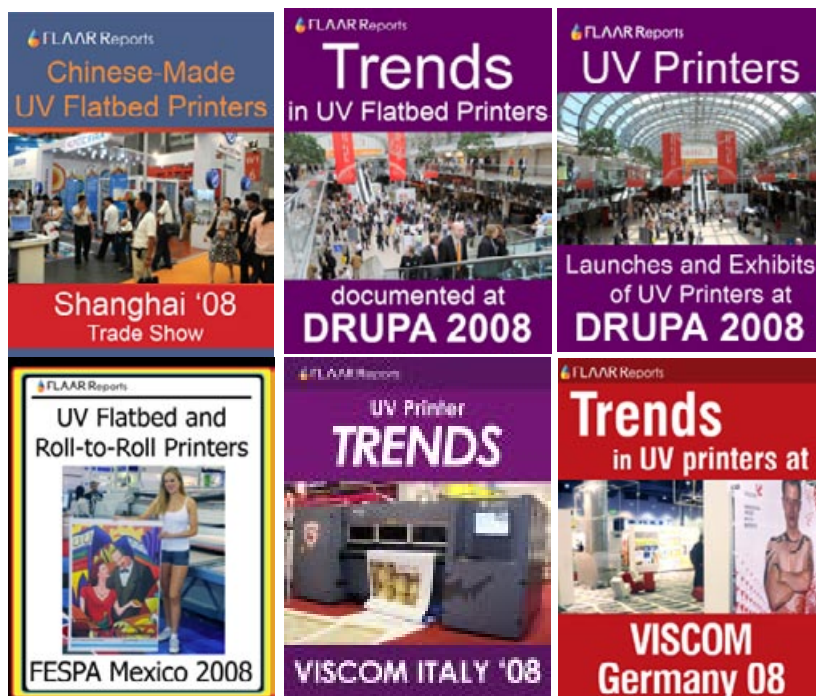 FLAAR Reports
Chinese-Made
UV Flatbed Printers
Shanghai '08
Trade Show
FLAAR Reports
Trends
in UV Flatbed Printers
documented at
DRUPA 2008
FLAAR Reports
UV Printers
Launches and Exhibits
of UV Printers at
DRUPA 2008
FLAAR Reports
UV Flatbed and
Roll-to-Roll Printers
FESPA Mexico 2008
FLAAR Reports
UV Printer
TRENDS
VISCOM ITALY '08
FLAAR Reports
Trends
in UV printers at
VISCOM
Germany 08